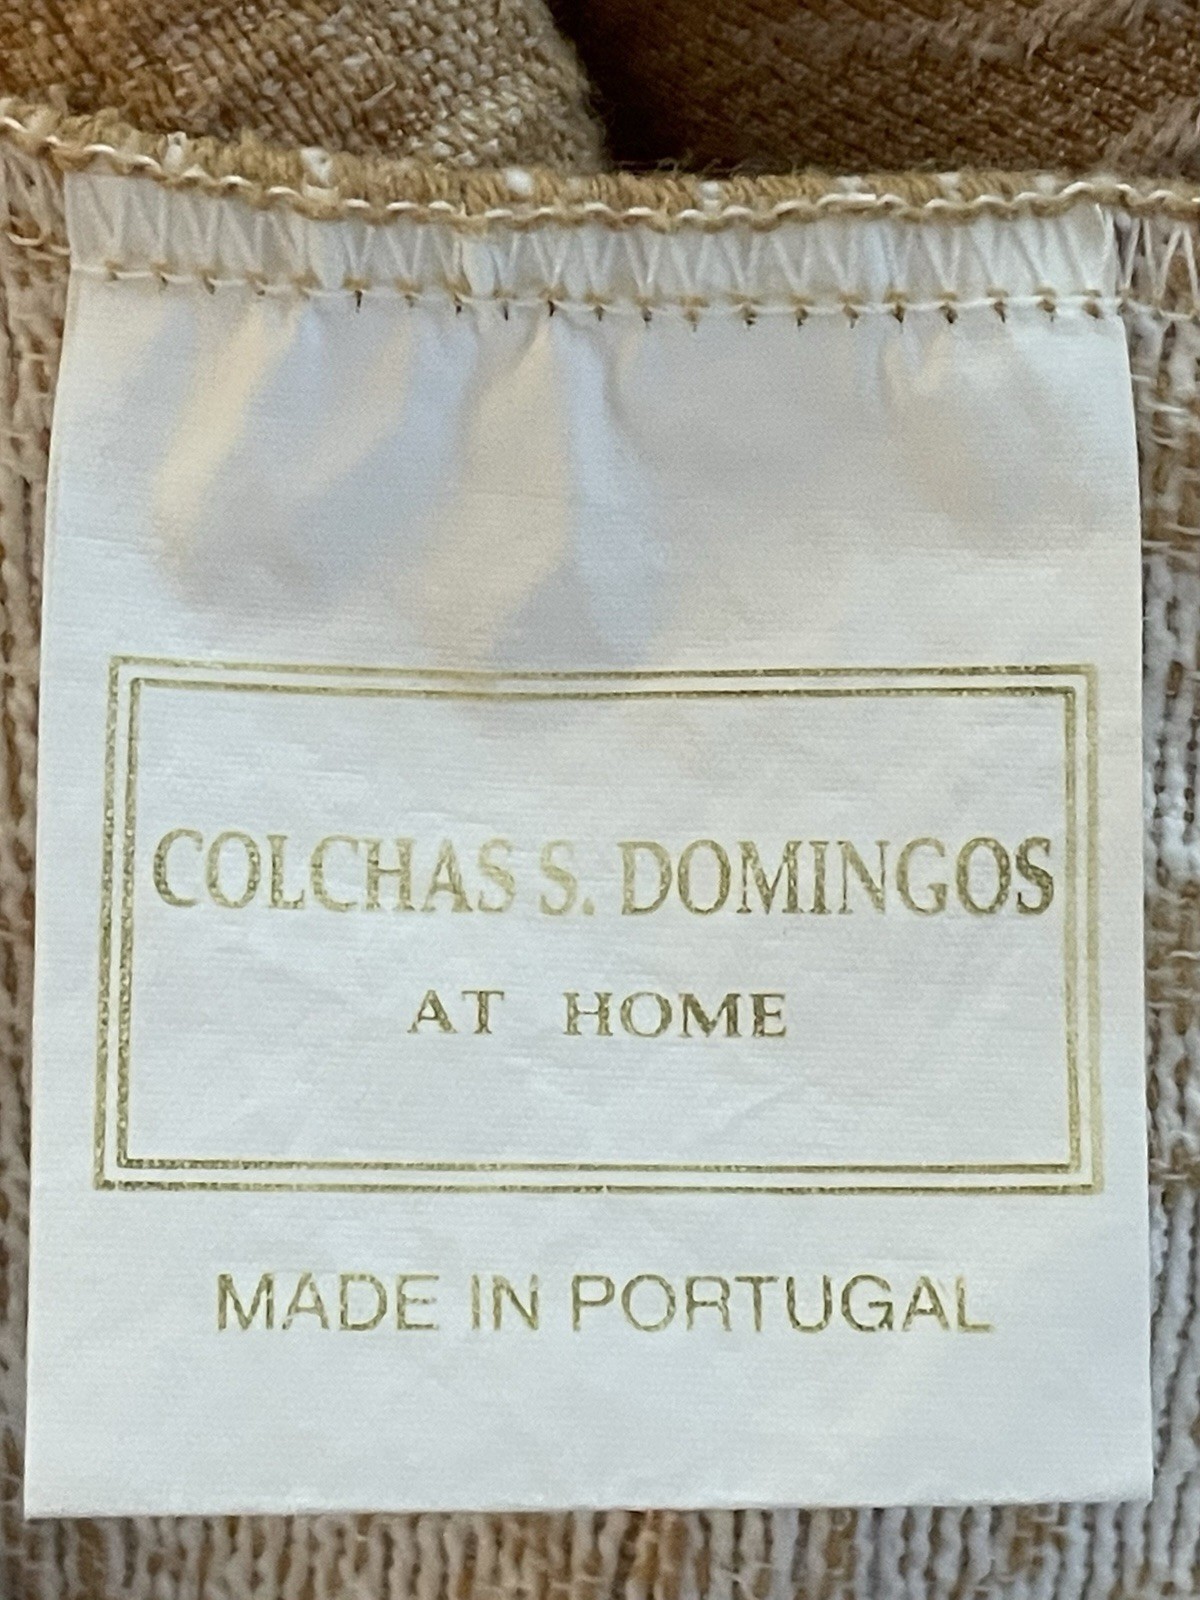 COLCHAS S. DOMINGOS
AT HOME
MADE IN PORTUGAL